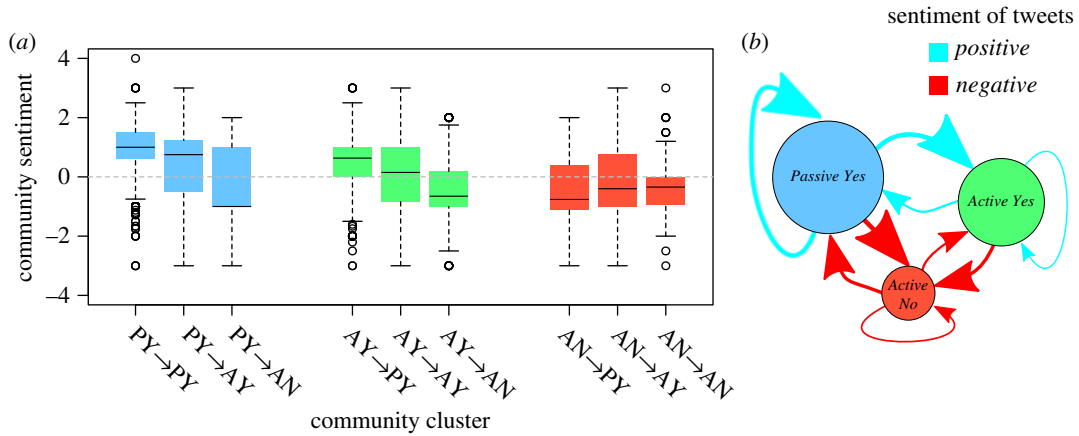 (a)
community sentiment
4
2
0
−2
−4
PY→PY
PY→AY
PY→AN
AY→PY
AY→AY
AY→AN
AN→PY
AN→AY
AN→AN
community cluster
(b)
sentiment of tweets
positive
negative
Passive Yes
Active Yes
Active
No